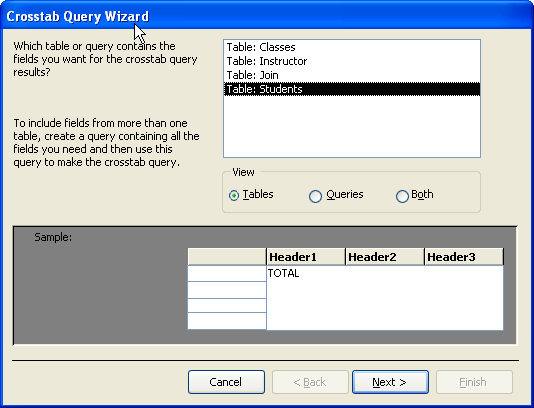 Crosstab Query Wizard
Which table or query contains the
fields you want for the crosstab query
results?
To include fields from more than one
table, create a query containing all the
fields you need and then use this
query to make the crosstab query.
Table: Classes
Table: Instructor
Table: Join
Table: Students
View
Tables
Queries
Both
Sample:
Header1 Header2 Header3
TOTAL
Cancel
< Back
Next >
Finish